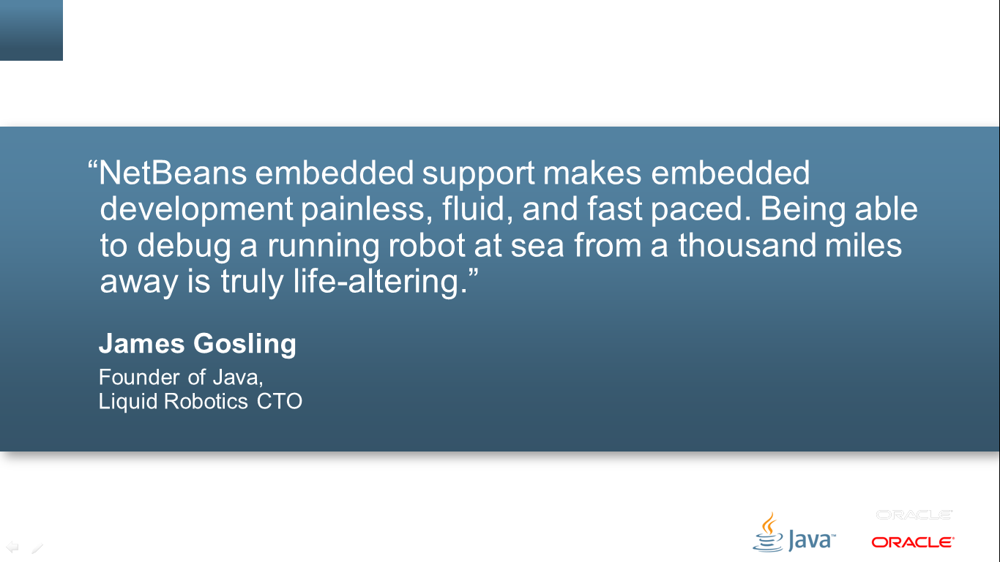 “NetBeans embedded support makes embedded
development painless, fluid, and fast paced. Being able
to debug a running robot at sea from a thousand miles
away is truly life-altering.”
James Gosling
Founder of Java,
Liquid Robotics CTO
ORACLE
Java™
ORACLE®